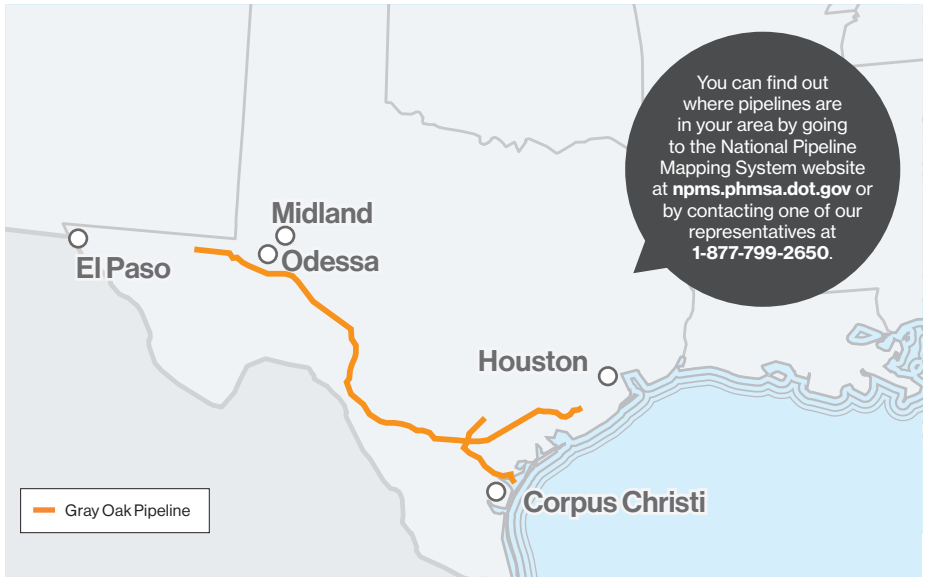 You can find out
where pipelines are
in your area by going
to the National Pipeline
Mapping System website
at npms.phmsa.dot.gov or
by contacting one of our
representatives at
1-877-799-2650.
Midland
Odessa
El Paso
Houston
Corpus Christi
Gray Oak Pipeline